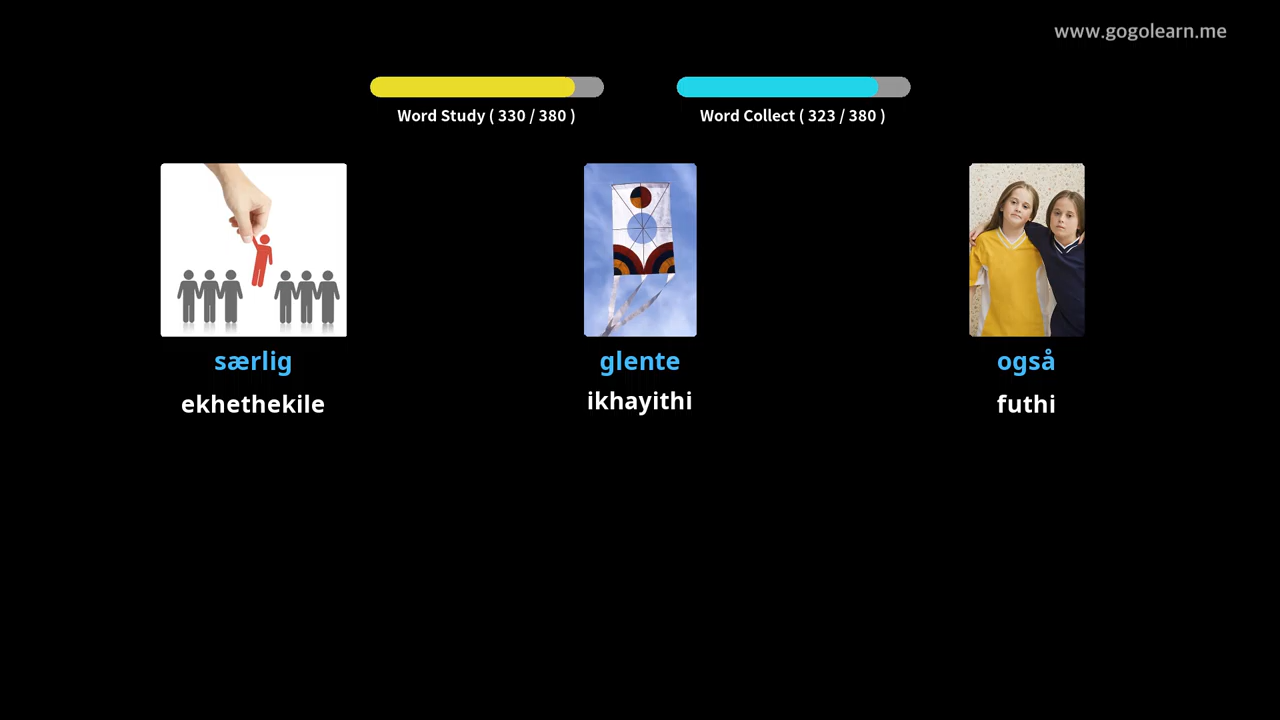 www.gogolearn.me
Word Study ( 330 / 380 )
Word Collect ( 323 / 380 )
særlig
glente
også
ekhethekile
ikhayithi
futhi